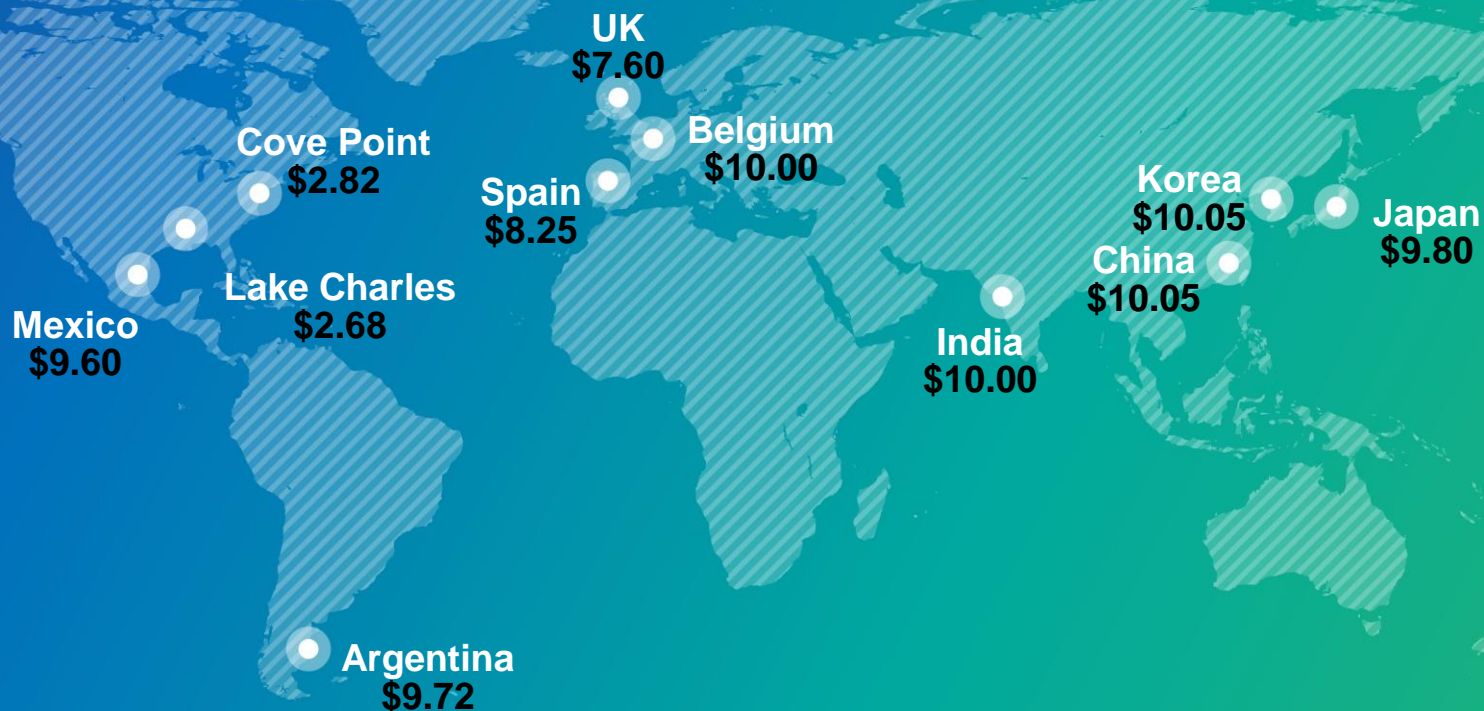 UK
$7.60
Cove Point
$2.82
Belgium
$10.00
Spain
$8.25
Korea
$10.05
Japan
$9.80
China
$10.05
Lake Charles
$2.68
Mexico
$9.60
India
$10.00
Argentina
$9.72